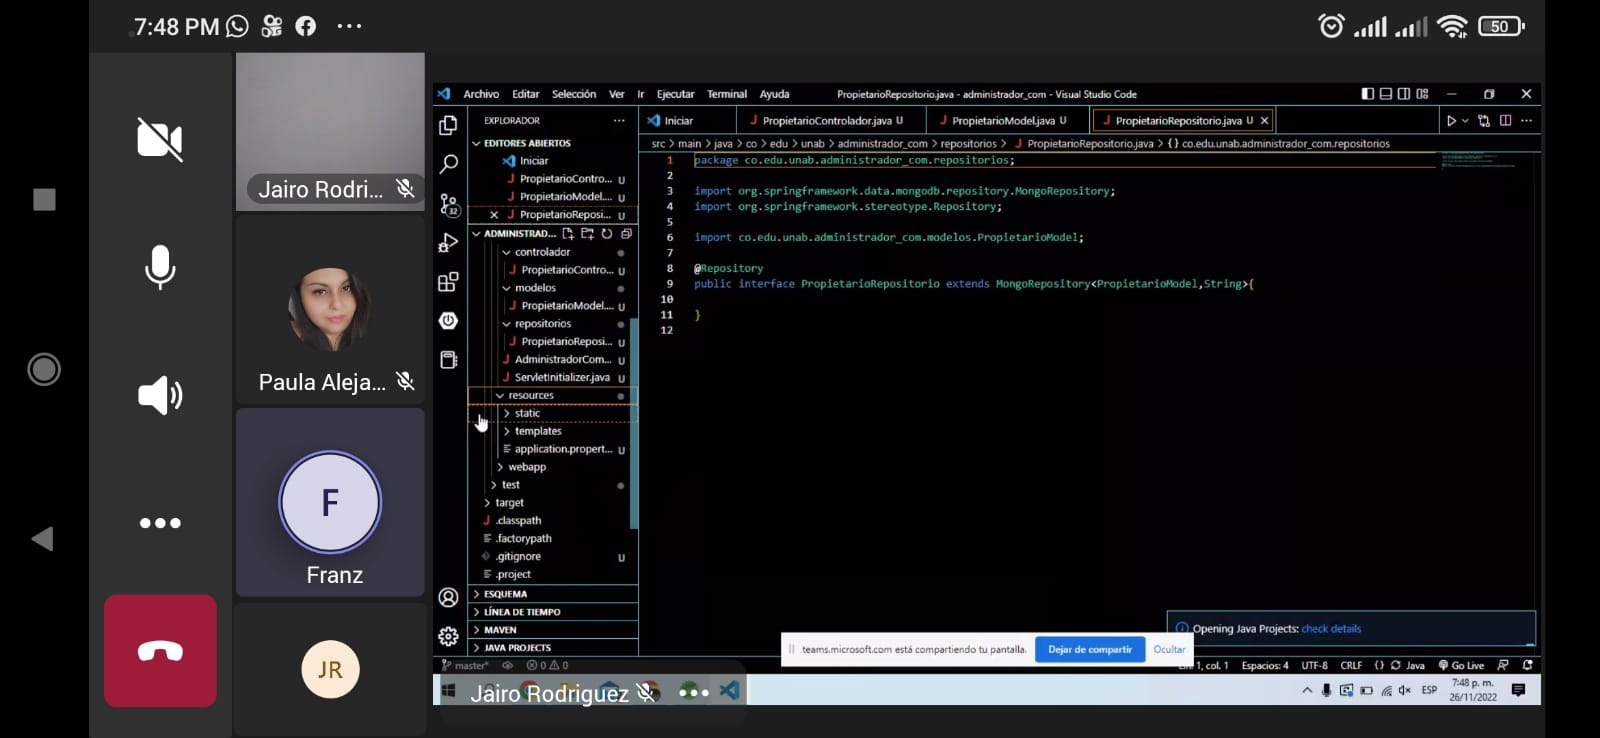 7:48 PM
50
Jairo Rodri...
Paula Aleja...
F
Franz
JR
Archivo Editar Selección Ver Ir Ejecutar Terminal Ayuda
PropietarioRepositorio.java - administrador_com - Visual Studio Code
EXPLORADOR
Iniciar
PropietarioControlador.java U
PropietarioModel.java U
PropietarioRepositorio.java U
src > main > java > co > edu > unab > administrador_com > repositorios > PropietarioRepositorio.java > {} co.edu.unab.administrador_com.repositorios
EDITORES ABIERTOS
Iniciar
PropietarioContro... U
PropietarioModel.... U
PropietarioReposi... U
ADMINISTRAD...
controlador
PropietarioContro... U
modelos
PropietarioModel.... U
repositorios
PropietarioReposi... U
AdministradorCom... U
ServletInitializer.java U
resources
static
templates
application.propert... U
webapp
test
target
.classpath
.factorypath
.gitignore U
.project
ESQUEMA
LÍNEA DE TIEMPO
MAVEN
JAVA PROJECTS
32
1 package co.edu.unab.administrador_com.repositorios;
2
3 import org.springframework.data.mongodb.repository.MongoRepository;
4 import org.springframework.stereotype.Repository;
5
6 import co.edu.unab.administrador_com.modelos.PropietarioModel;
7
8 @Repository
9 public interface PropietarioRepositorio extends MongoRepository<PropietarioModel,String>{
10
11 }
12
Opening Java Projects: check details
teams.microsoft.com está compartiendo tu pantalla. Dejar de compartir Ocultar
master* 0 0
1, col. 1 Espacios: 4 UTF-8 CRLF {} Java Go Live
Jairo Rodriguez
ESP
7:48 p. m.
26/11/2022